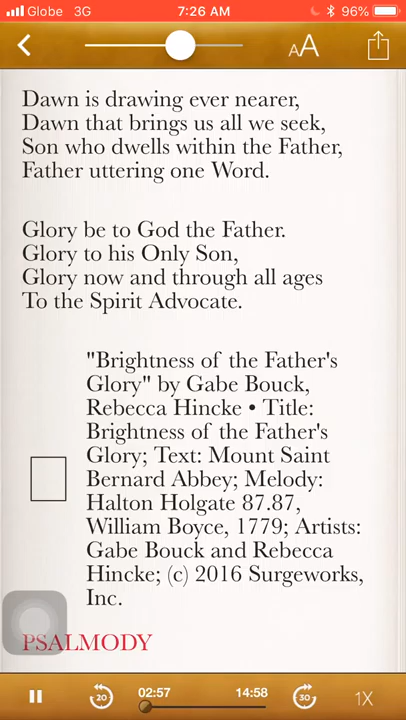 Globe 3G 7:26 AM 96%
AA
Dawn is drawing ever nearer,
Dawn that brings us all we seek,
Son who dwells within the Father,
Father uttering one Word.
Glory be to God the Father.
Glory to his Only Son,
Glory now and through all ages
To the Spirit Advocate.
"Brightness of the Father's
Glory" by Gabe Bouck,
Rebecca Hincke • Title:
Brightness of the Father's
Glory; Text: Mount Saint
Bernard Abbey; Melody:
Halton Holgate 87.87,
William Boyce, 1779; Artists:
Gabe Bouck and Rebecca
Hincke; (c) 2016 Surgeworks,
Inc.
PSALMODY
20 02:57 14:58 30 1X